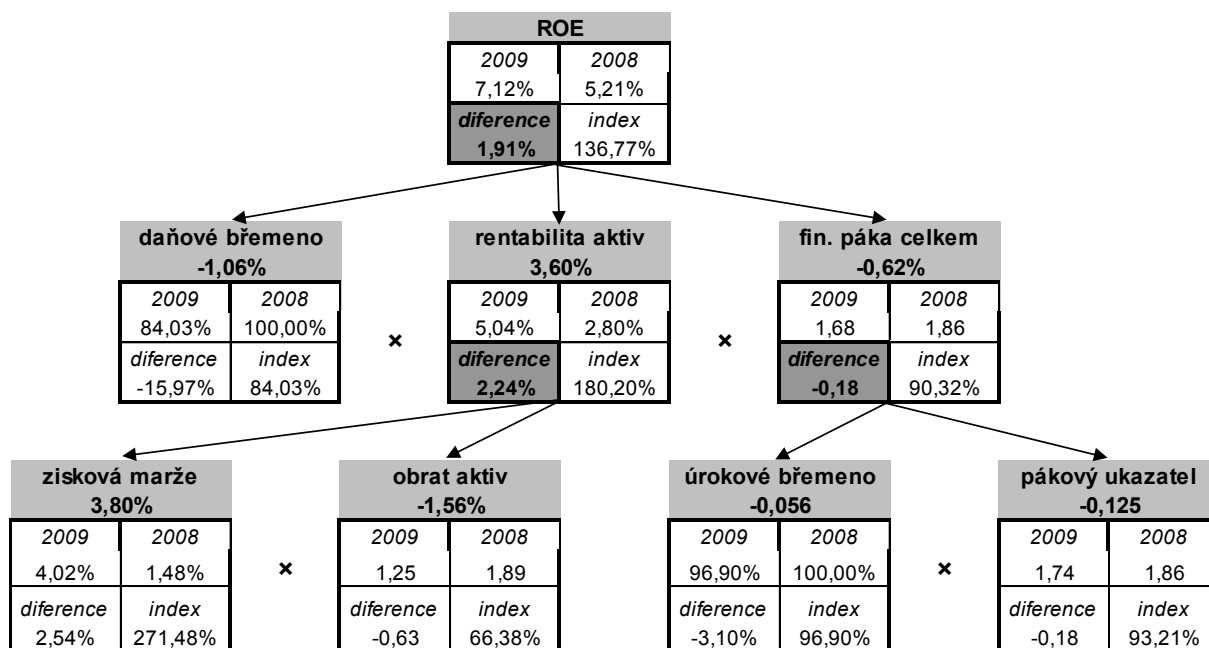 ROE
2009 2008
7,12% 5,21%
diference index
1,91% 136,77%
daňové břemeno rentabilita aktiv fin. páka celkem
-1,06% 3,60% -0,62%
2009 2008 2009 2008 2009 2008
84,03% 100,00% × 5,04% 2,80% × 1,68 1,86
diference index diference index diference index
-15,97% 84,03% 2,24% 180,20% -0,18 90,32%
zisková marže obrat aktiv úrokové břemeno pákový ukazatel
3,80% -1,56% -0,056 -0,125
2009 2008 2009 2008 2009 2008 2009 2008
4,02% 1,48% × 1,25 1,89 96,90% 100,00% × 1,74 1,86
diference index diference index diference index diference index
2,54% 271,48% -0,63 66,38% -3,10% 96,90% -0,18 93,21%